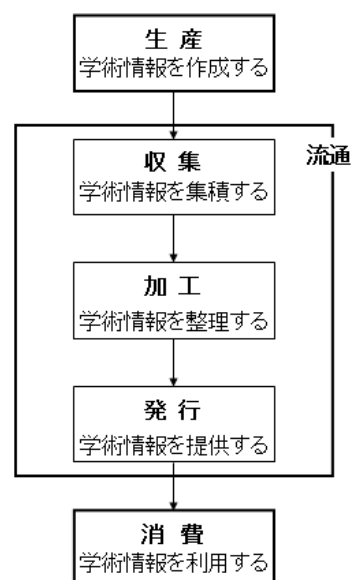 生 産
学術情報を作成する
流通
収 集
学術情報を集積する
加 工
学術情報を整理する
発 行
学術情報を提供する
消 費
学術情報を利用する